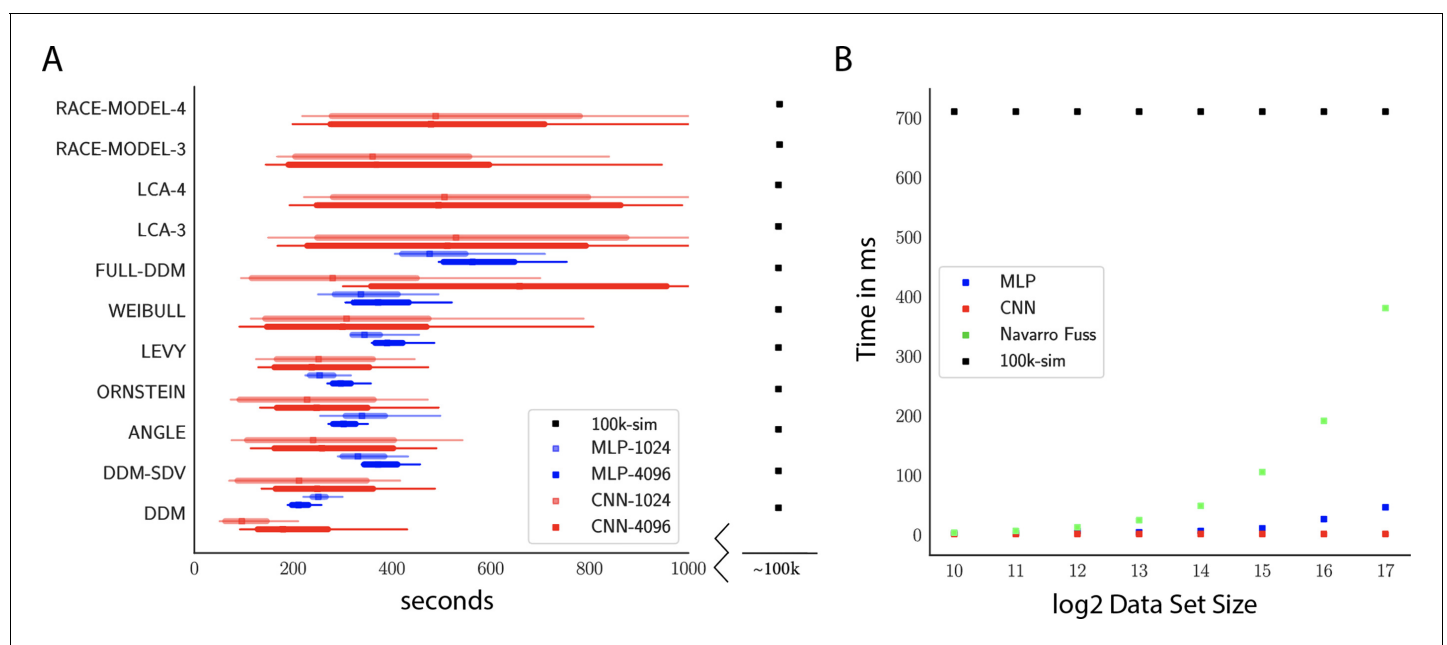 A
RACE-MODEL-4
RACE-MODEL-3
LCA-4
LCA-3
FULL-DDM
WEIBULL
LEVY
ORNSTEIN
ANGLE
DDM-SDV
DDM
100k-sim
MLP-1024
MLP-4096
CNN-1024
CNN-4096
0 200 400 600 800 1000 ~100k
seconds
B
Time in ms
700
600
500
400
300
200
100
0
MLP
CNN
Navarro Fuss
100k-sim
10 11 12 13 14 15 16 17
log2 Data Set Size